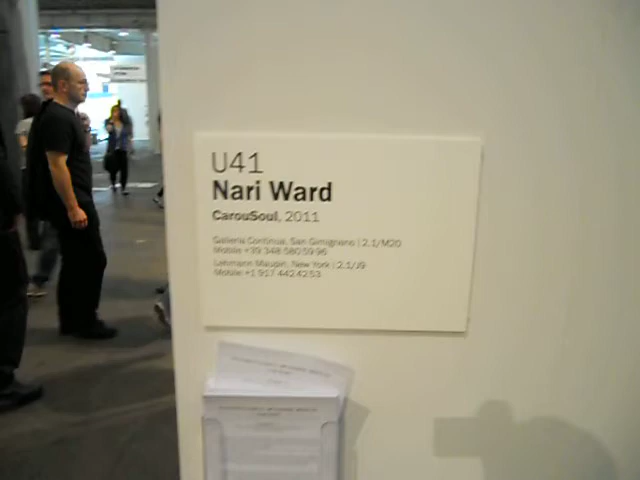 U41
Nari Ward
CarouSoul, 2011
Galleria Continua, San Gimignano | 2.1/M20
Mobile +39 348 580 59 96
Lehmann Maupin, New York | 2.1/J9
Mobile +1 917 442 42 53